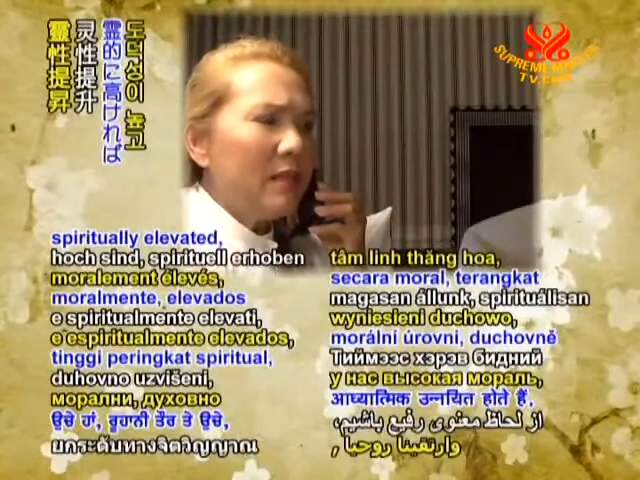 靈性提昇
灵性提升
霊的に高ければ
도덕성이 높고
SUPREME MASTER
TV.com
spiritually elevated,
hoch sind, spirituell erhoben
moralement élevés,
moralmente, elevados
e spiritualmente elevati,
e espiritualmente elevados,
tinggi peringkat spiritual,
duhovno uzvišeni,
морални, духовно
ਉਚੇ ਹਾਂ, ਰੂਹਾਨੀ ਤੌਰ ਤੇ ਉਚੇ,
ยกระดับทางจิตวิญญาณ
tâm linh thăng hoa,
secara moral, terangkat
magasan állunk, spirituálisan
wyniesieni duchowo,
morální úrovni, duchovně
Тиймээс хэрэв бидний
у нас высокая мораль,
आध्यात्मिक उन्नयित होते हैं,
از لحاظ معنوی رفیع باشیم،
وارتقينا روحيا ,